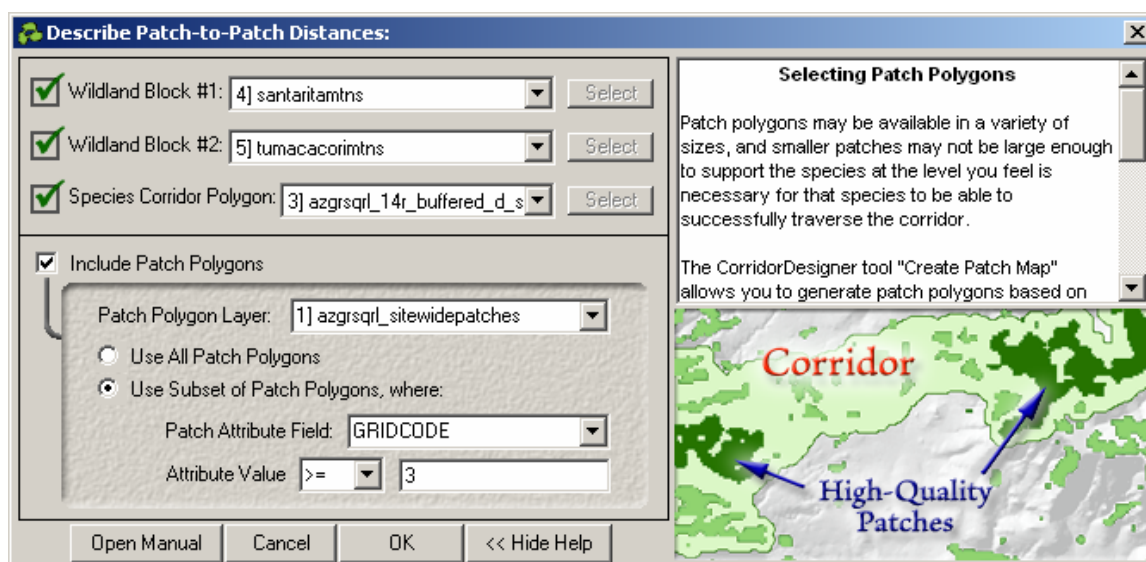 Describe Patch-to-Patch Distances:
Wildland Block #1: 4] santaritamtns Select
Wildland Block #2: 5] tumacacorimtns Select
Species Corridor Polygon: 3] azgrsqrl_14r_buffered_d_s Select
Include Patch Polygons
Patch Polygon Layer: 1] azgrsqrl_sitewidepatches
Use All Patch Polygons
Use Subset of Patch Polygons, where:
Patch Attribute Field: GRIDCODE
Attribute Value >= 3
Open Manual Cancel OK << Hide Help
Selecting Patch Polygons
Patch polygons may be available in a variety of
sizes, and smaller patches may not be large enough
to support the species at the level you feel is
necessary for that species to be able to
successfully traverse the corridor.
The CorridorDesigner tool "Create Patch Map"
allows you to generate patch polygons based on
Corridor
High-Quality
Patches